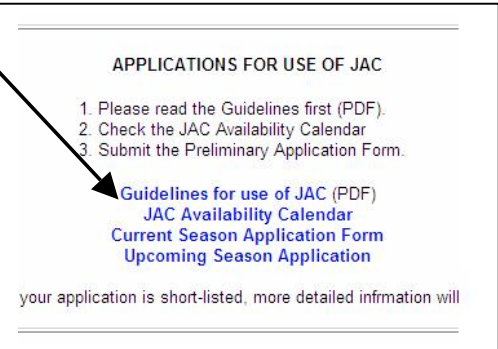 APPLICATIONS FOR USE OF JAC
1. Please read the Guidelines first (PDF).
2. Check the JAC Availability Calendar
3. Submit the Preliminary Application Form.
Guidelines for use of JAC (PDF)
JAC Availability Calendar
Current Season Application Form
Upcoming Season Application
your application is short-listed, more detailed infrmation will